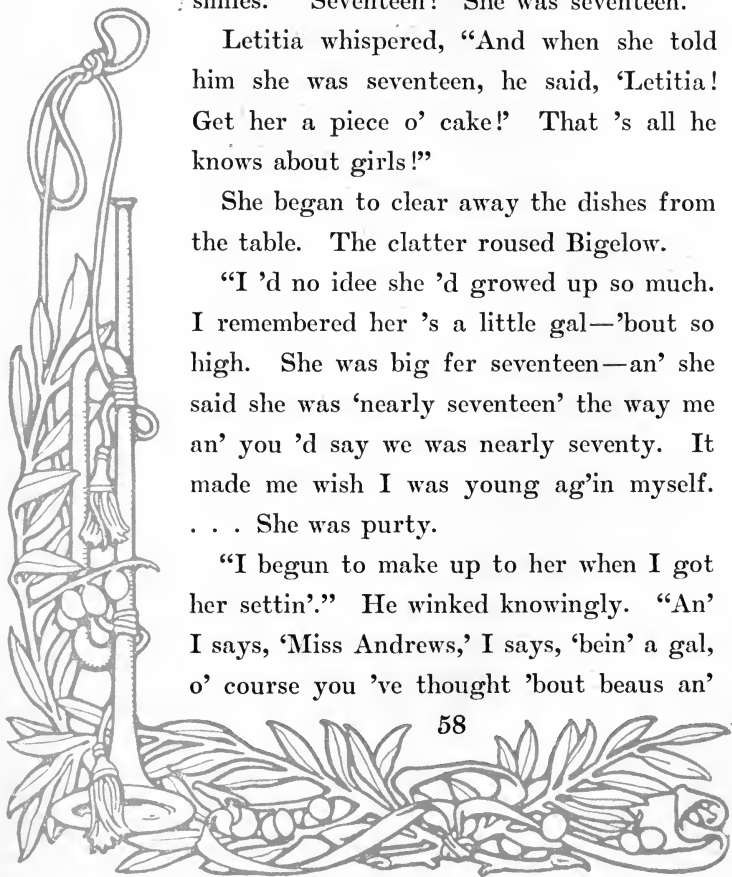 smiles. "Seventeen! She was seventeen.
Letitia whispered, "And when she told
him she was seventeen, he said, 'Letitia!
Get her a piece o' cake!' That 's all he
knows about girls!"
She began to clear away the dishes from
the table. The clatter roused Bigelow.
"I 'd no idee she 'd growed up so much.
I remembered her 's a little gal—'bout so
high. She was big fer seventeen—an' she
said she was 'nearly seventeen' the way me
an' you 'd say we was nearly seventy. It
made me wish I was young ag'in myself.
. . . She was purty.
"I begun to make up to her when I got
her settin'." He winked knowingly. "An'
I says, 'Miss Andrews,' I says, 'bein' a gal,
o' course you 've thought 'bout beaus an'
58